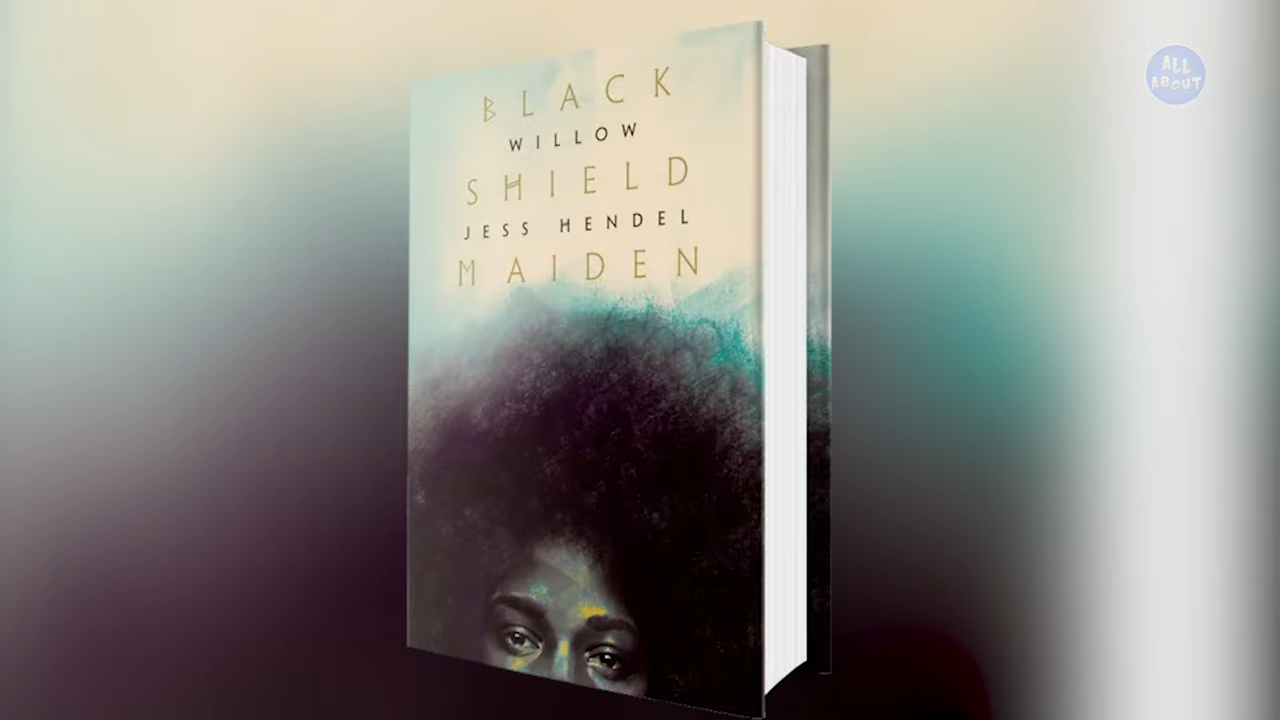 BLACK
WILLOW
SHIELD
JESS HENDEL
MAIDEN
ALL
ABOUT